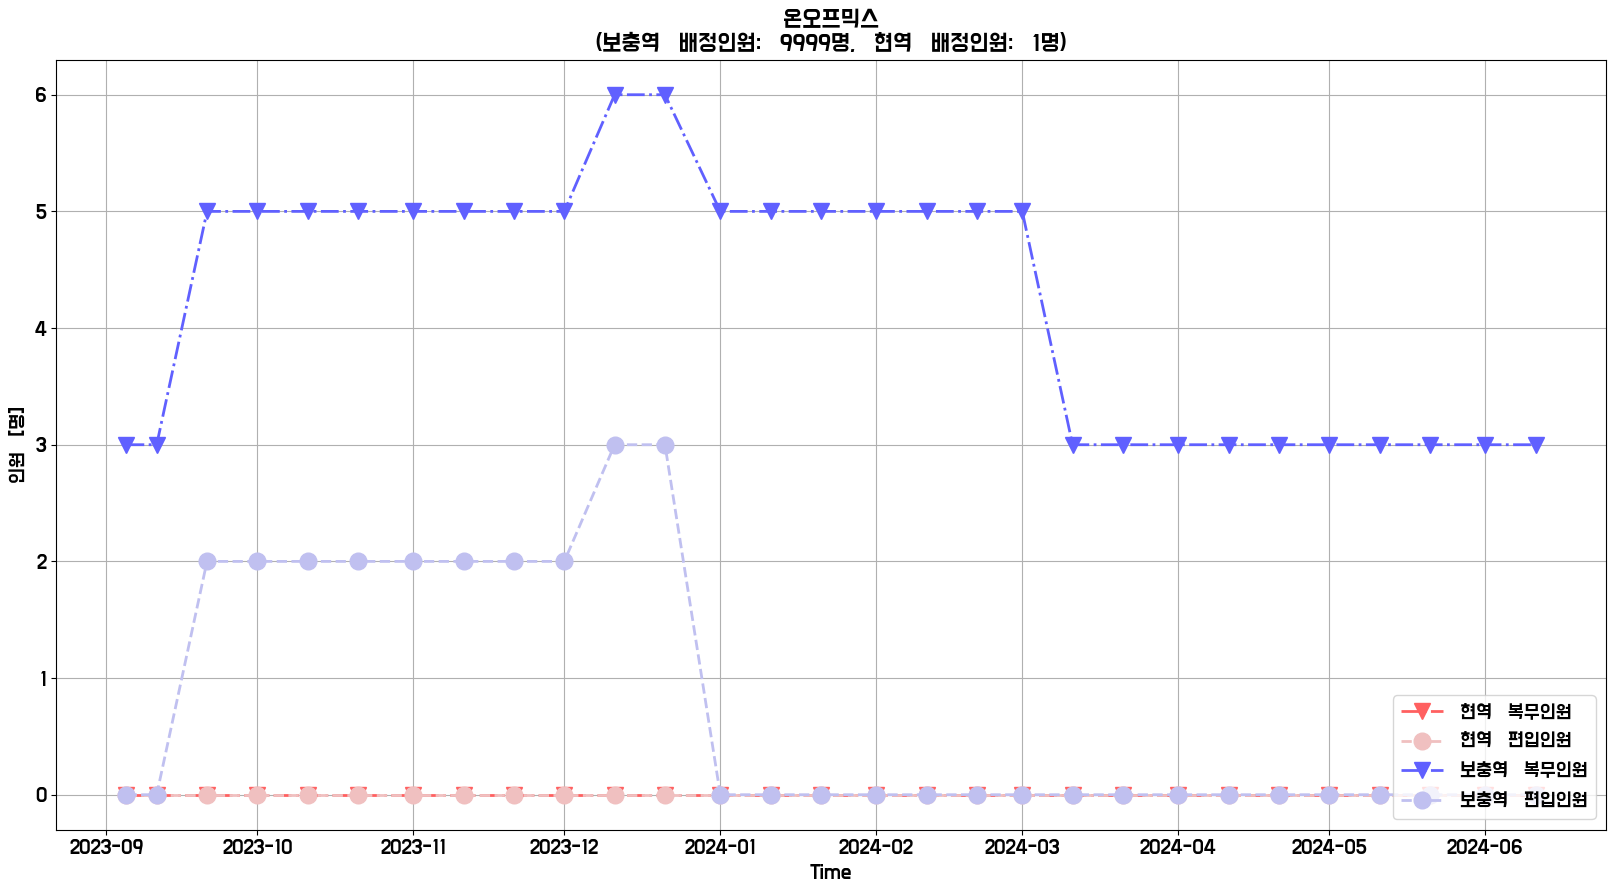 온오프믹스
(보충역 배정인원: 9999명, 현역 배정인원: 1명)
6
5
4
3
2
1
0
인원 [명]
현역 복무인원
현역 편입인원
보충역 복무인원
보충역 편입인원
2023-09 2023-10 2023-11 2023-12 2024-01 2024-02 2024-03 2024-04 2024-05 2024-06
Time